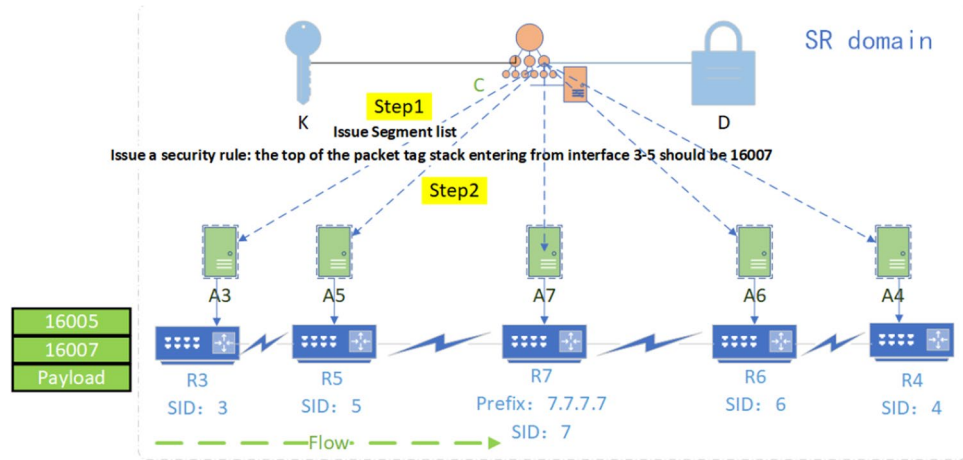 SR domain
C
K
D
Step1
Issue Segment list
Issue a security rule: the top of the packet tag stack entering from interface 3-5 should be 16007
Step2
A3
A5
A7
A6
A4
16005
16007
Payload
R3
SID: 3
R5
SID: 5
R7
Prefix: 7.7.7.7
SID: 7
R6
SID: 6
R4
SID: 4
Flow